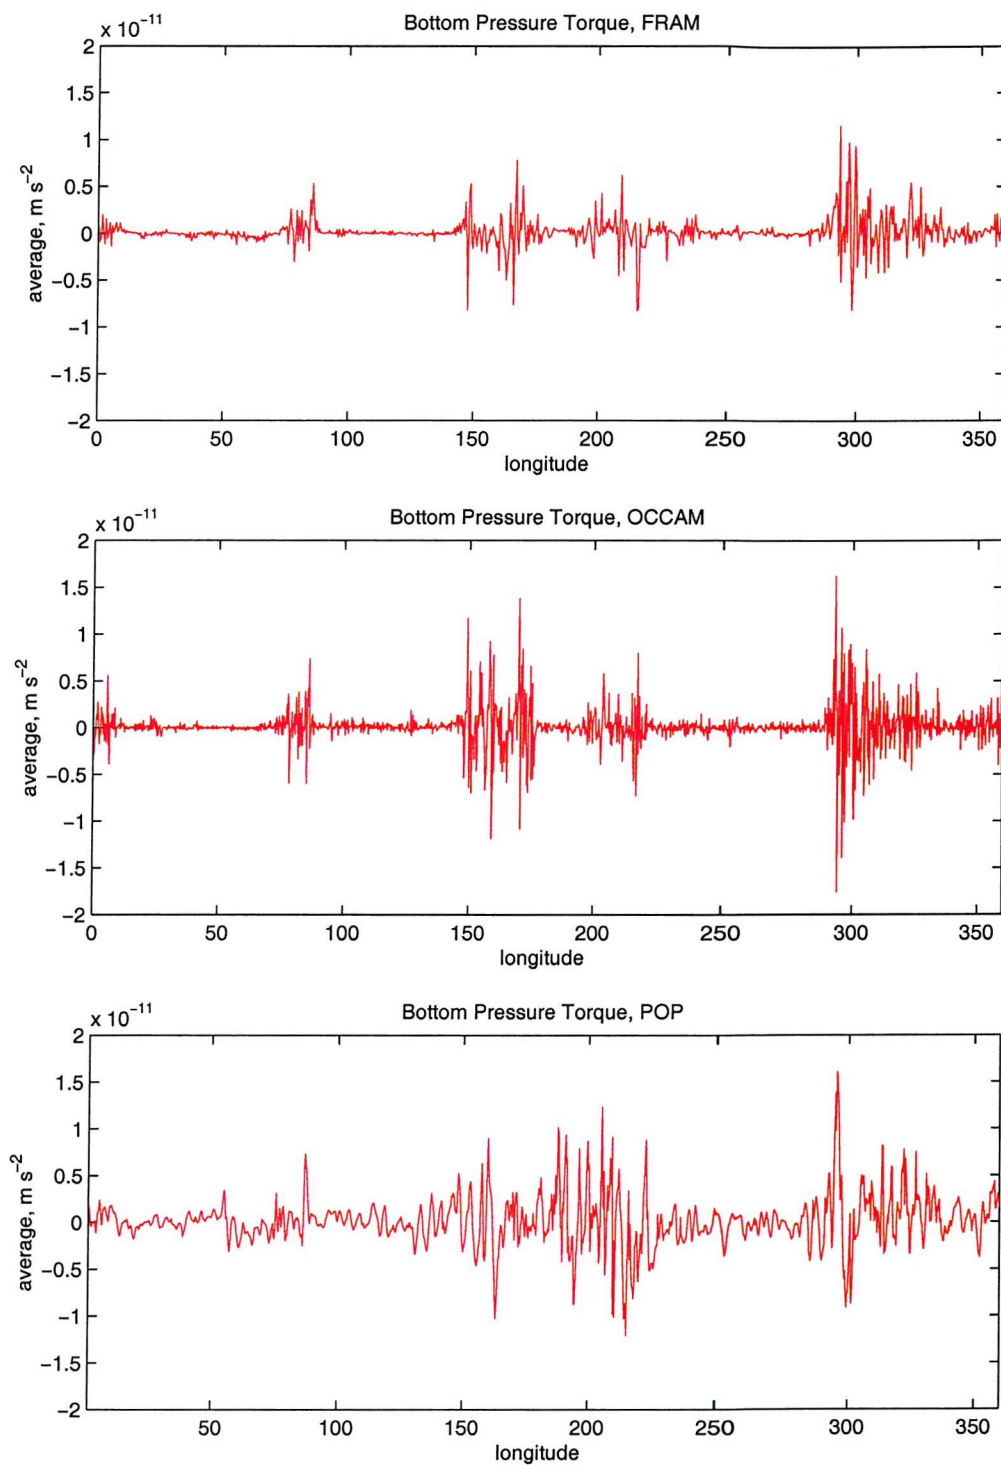 Bottom Pressure Torque, FRAM
x 10⁻¹¹
2
1.5
1
0.5
0
−0.5
−1
−1.5
−2
average, m s⁻²
0 50 100 150 200 250 300 350
longitude
Bottom Pressure Torque, OCCAM
x 10⁻¹¹
2
1.5
1
0.5
0
−0.5
−1
−1.5
−2
average, m s⁻²
0 50 100 150 200 250 300 350
longitude
Bottom Pressure Torque, POP
x 10⁻¹¹
2
1.5
1
0.5
0
−0.5
−1
−1.5
−2
average, m s⁻²
50 100 150 200 250 300 350
longitude